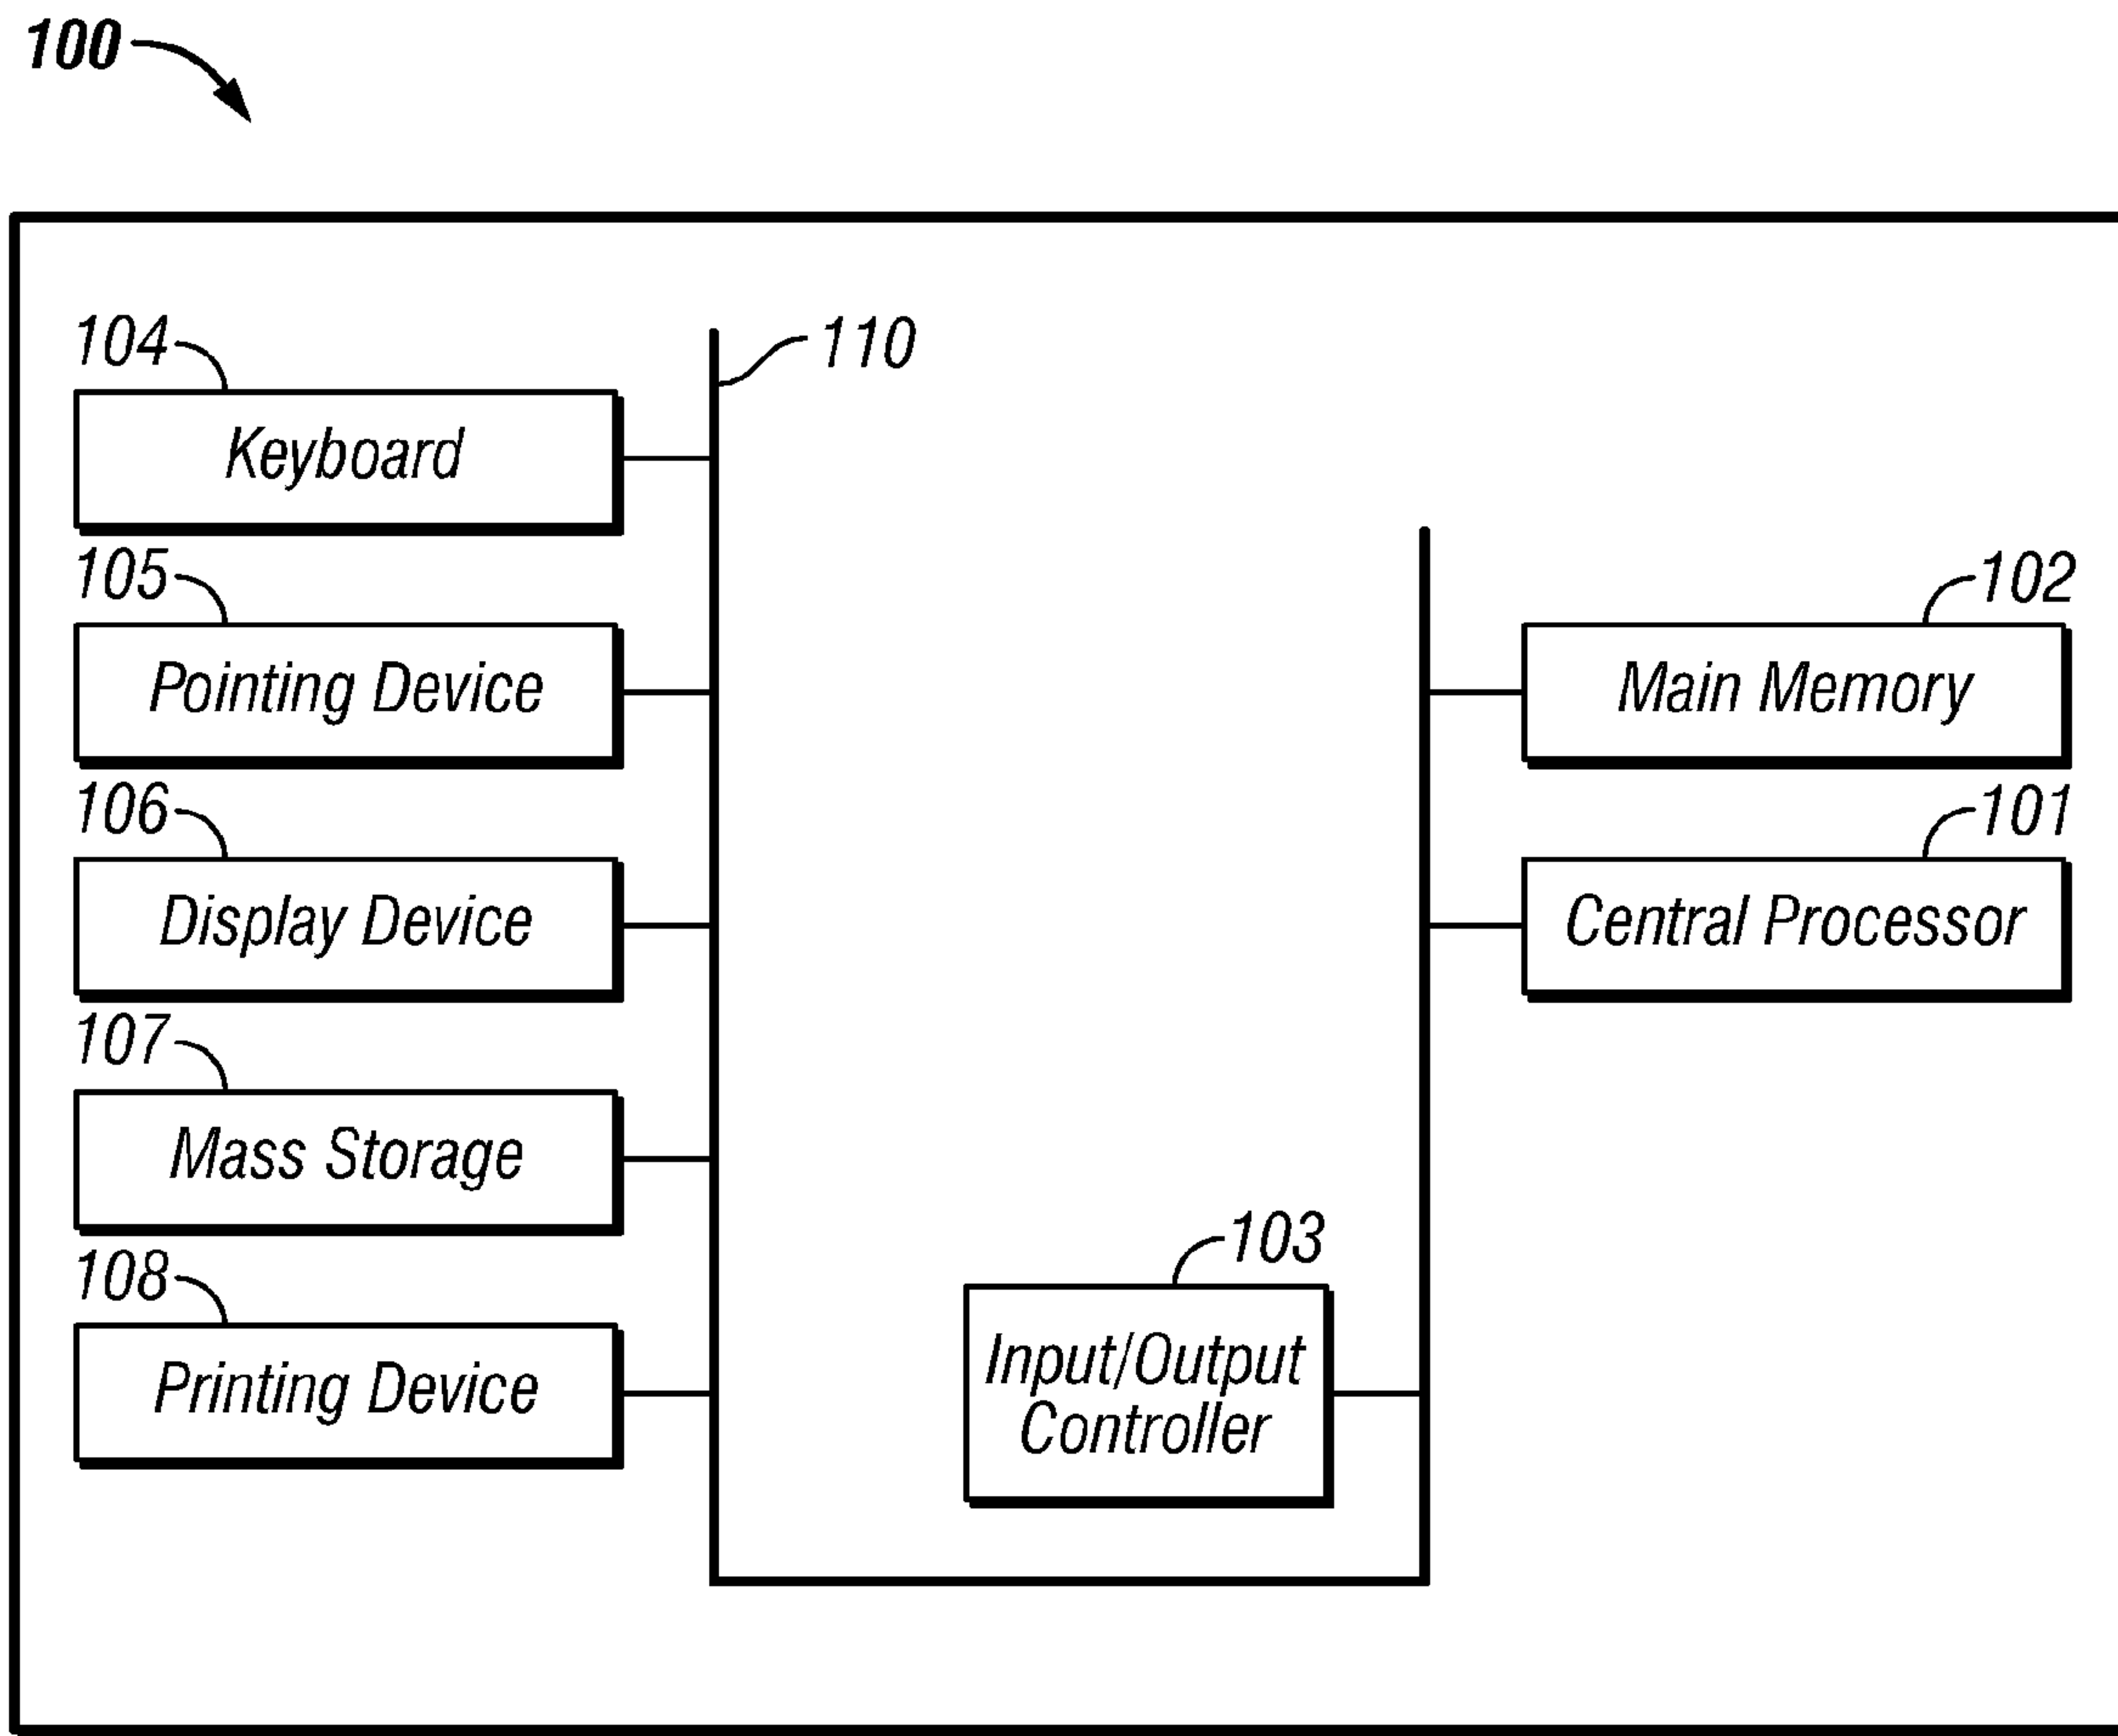 100
104
110
Keyboard
105
102
Pointing Device
Main Memory
106
101
Display Device
Central Processor
107
Mass Storage
103
108
Input/Output
Controller
Printing Device